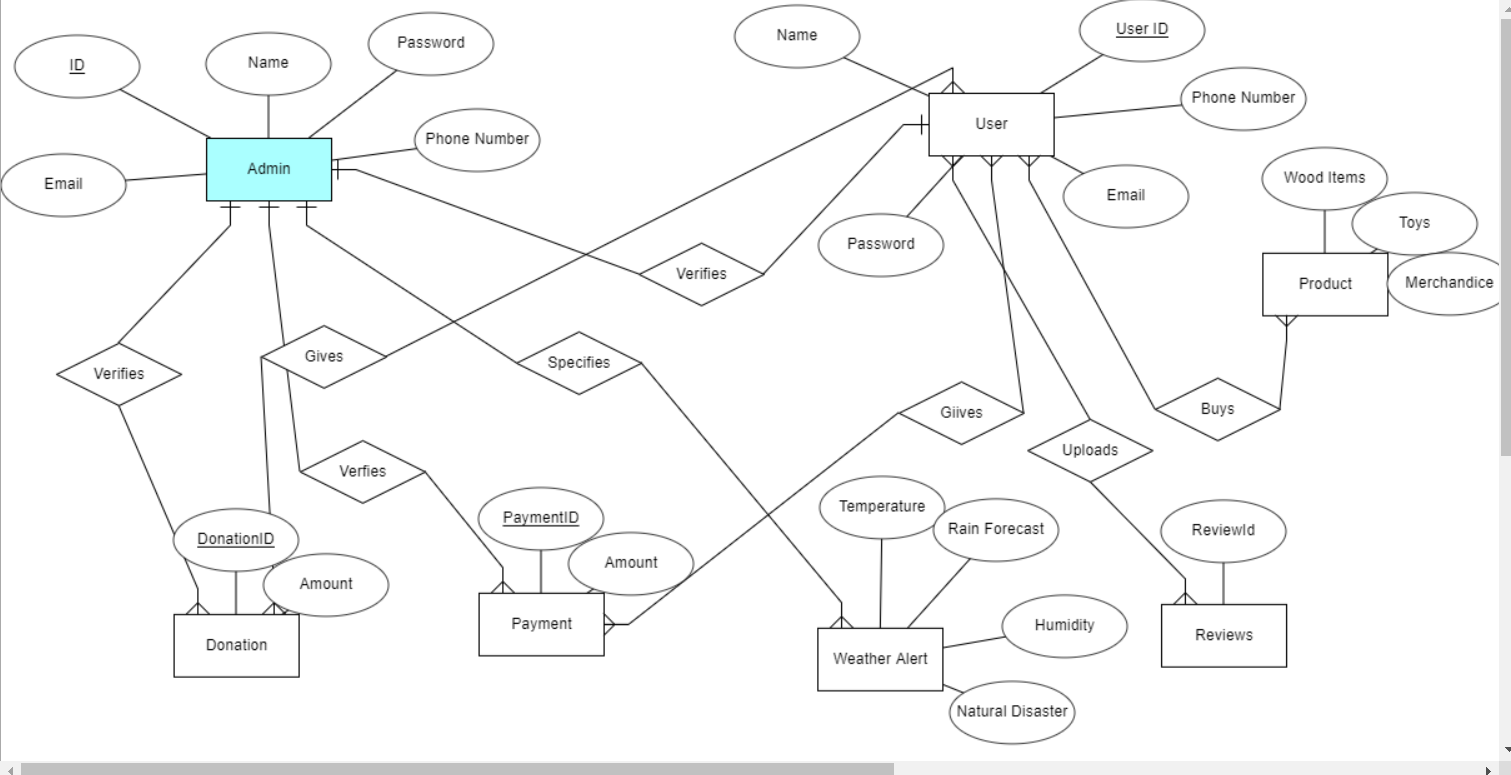 ID
Name
Password
Phone Number
Email
Admin
Name
User ID
Phone Number
User
Email
Password
Wood Items
Toys
Merchandice
Product
Verifies
Verifies
Gives
Specifies
Verfies
Giives
Uploads
Buys
DonationID
Amount
Donation
PaymentID
Amount
Payment
Temperature
Rain Forecast
Humidity
Natural Disaster
Weather Alert
ReviewId
Reviews